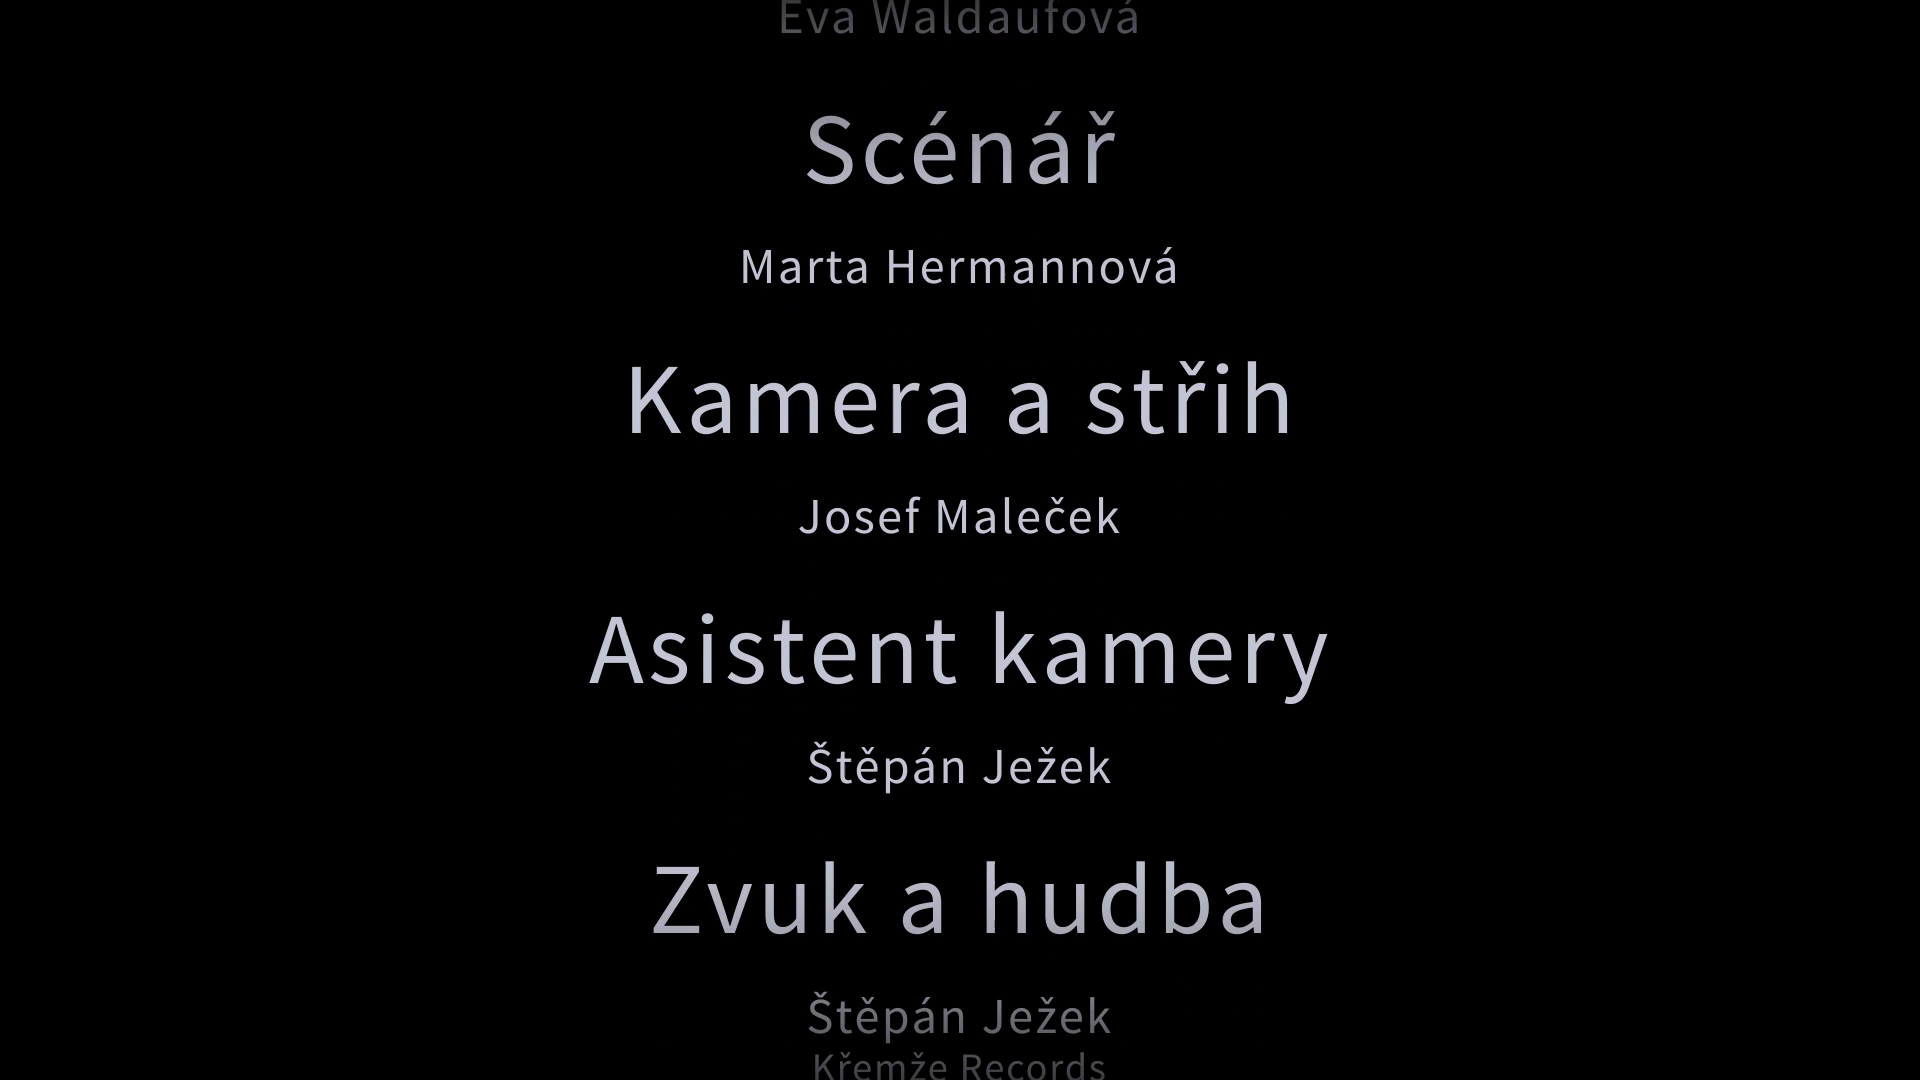 Eva Waldaufová
Scénář
Marta Hermannová
Kamera a střih
Josef Maleček
Asistent kamery
Štěpán Ježek
Zvuk a hudba
Štěpán Ježek
Křemže Records